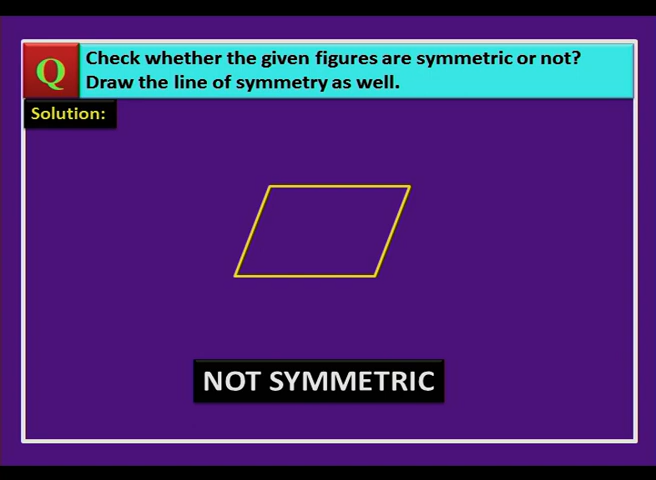 Q
Check whether the given figures are symmetric or not?
Draw the line of symmetry as well.
Solution:
NOT SYMMETRIC